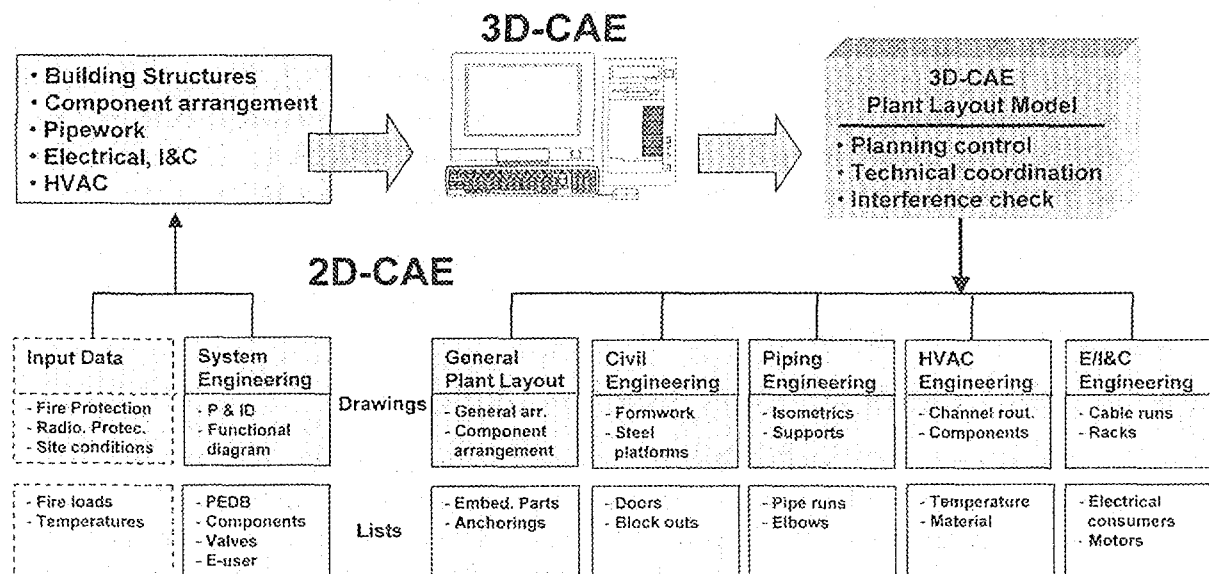 3D-CAE
• Building Structures
• Component arrangement
• Pipework
• Electrical, I&C
• HVAC
3D-CAE
Plant Layout Model
• Planning control
• Technical coordination
• Interference check
2D-CAE
Input Data
- Fire Protection
- Radio. Protec.
- Site conditions
System
Engineering
- P & ID
- Functional
diagram
Drawings
General
Plant Layout
- General arr.
- Component
arrangement
Civil
Engineering
- Formwork
- Steel
platforms
Piping
Engineering
- Isometrics
- Supports
HVAC
Engineering
- Channel rout.
- Components
E/I&C
Engineering
- Cable runs
- Racks
- Fire loads
- Temperatures
- PEDB
- Components
- Valves
- E-user
Lists
- Embed. Parts
- Anchorings
- Doors
- Block outs
- Pipe runs
- Elbows
- Temperature
- Material
- Electrical
consumers
- Motors